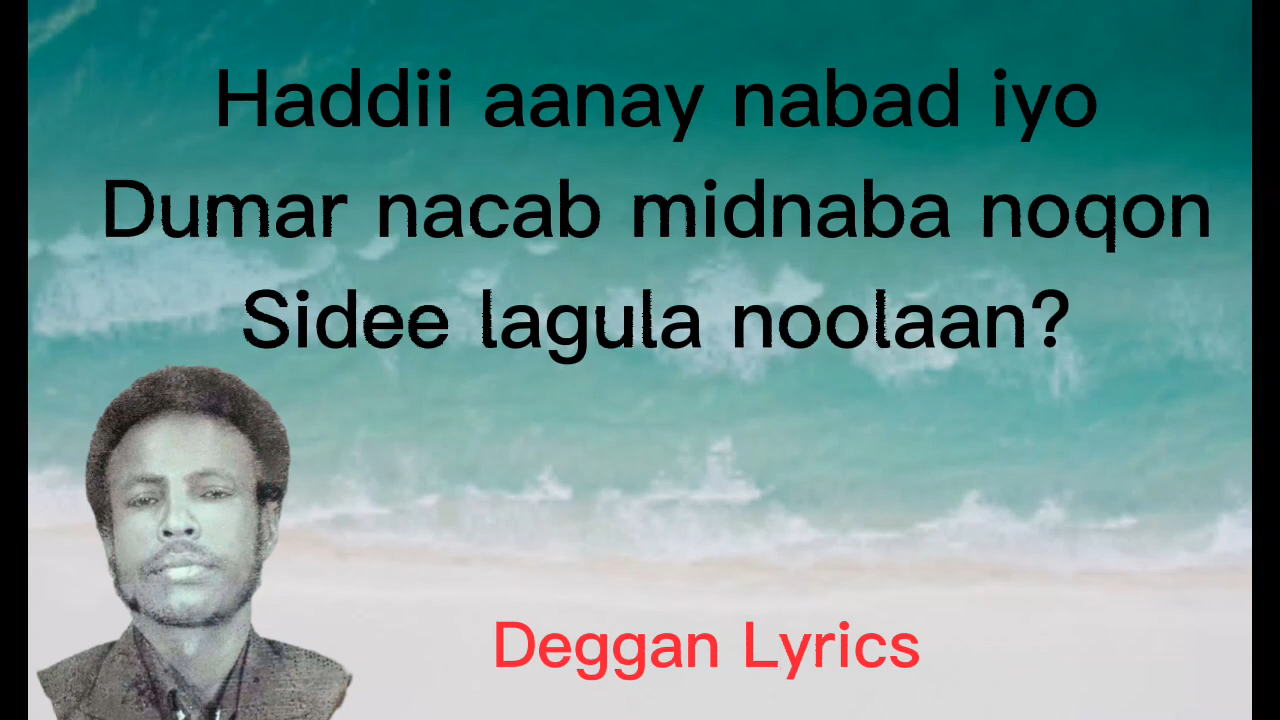 Haddii aanay nabad iyo
Dumar nacab midnaba noqon
Sidee lagula noolaan?
Deggan Lyrics